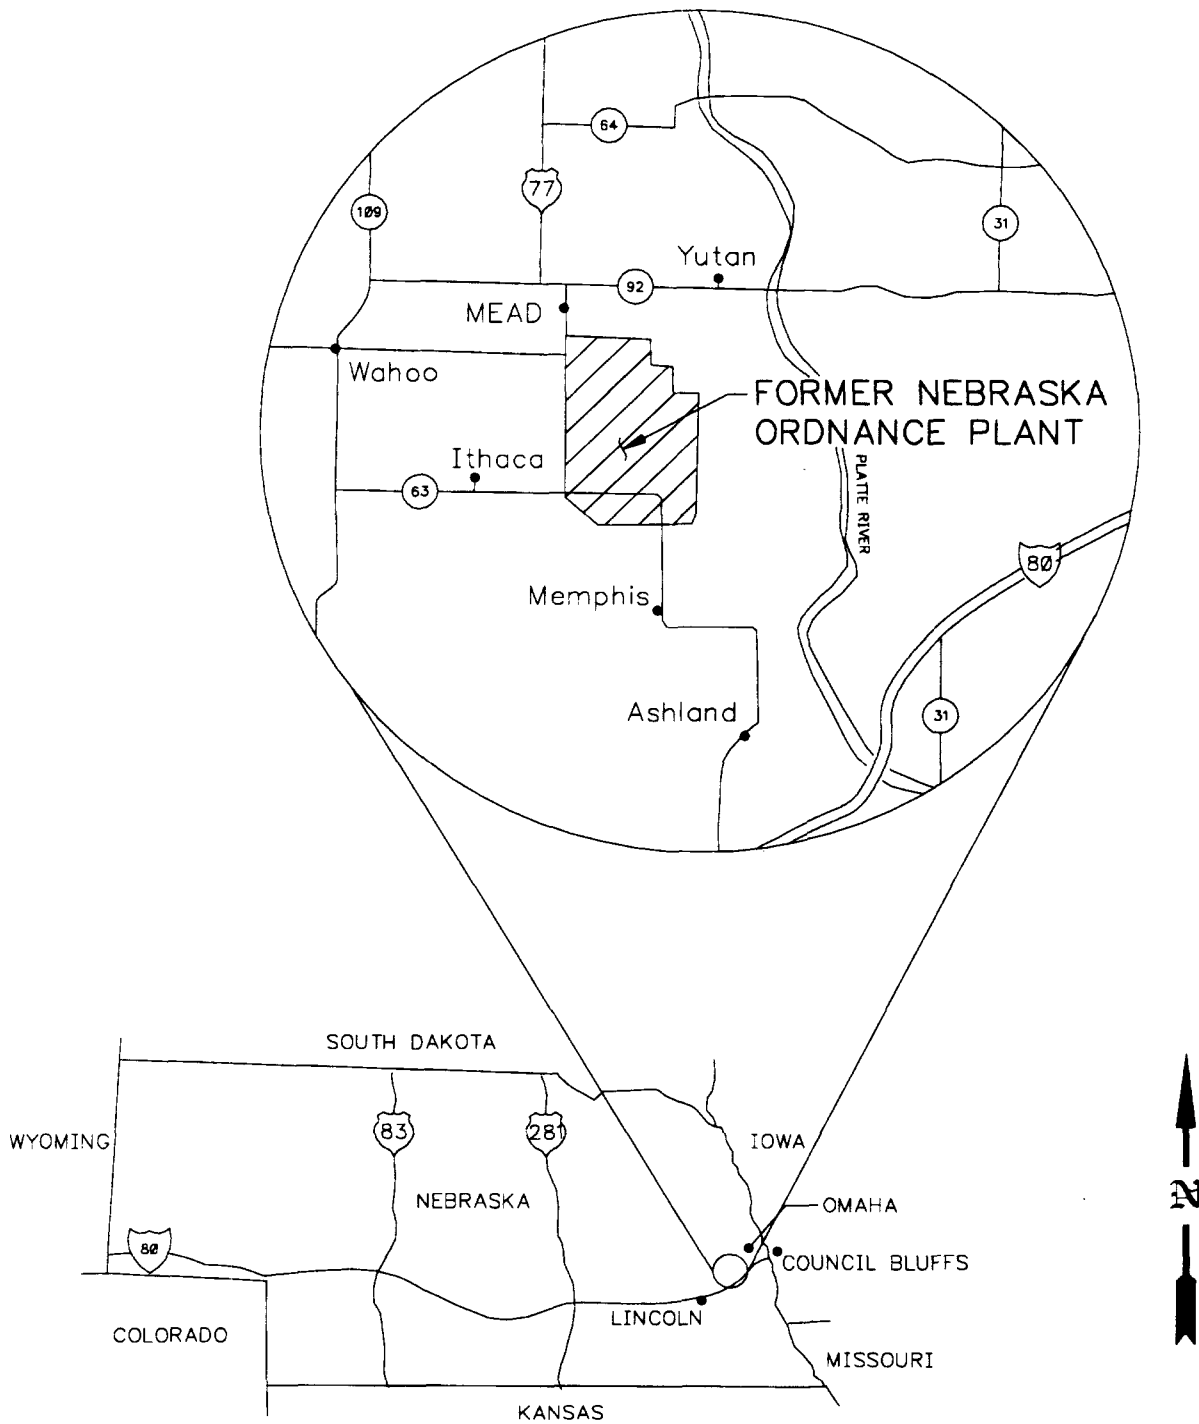 64
77
109
31
Yutan
92
MEAD
Wahoo
FORMER NEBRASKA
ORDNANCE PLANT
Ithaca
63
PLATTE RIVER
80
Memphis
Ashland
31
SOUTH DAKOTA
83
281
WYOMING
IOWA
NEBRASKA
OMAHA
80
COUNCIL BLUFFS
LINCOLN
COLORADO
MISSOURI
KANSAS
N